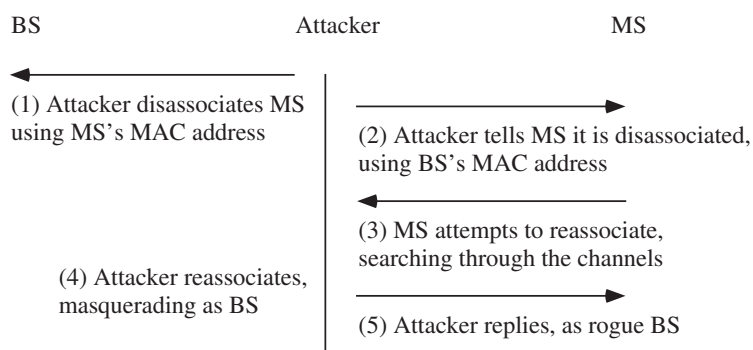 BS Attacker MS
(1) Attacker disassociates MS
using MS's MAC address
(2) Attacker tells MS it is disassociated,
using BS's MAC address
(3) MS attempts to reassociate,
searching through the channels
(4) Attacker reassociates,
masquerading as BS
(5) Attacker replies, as rogue BS